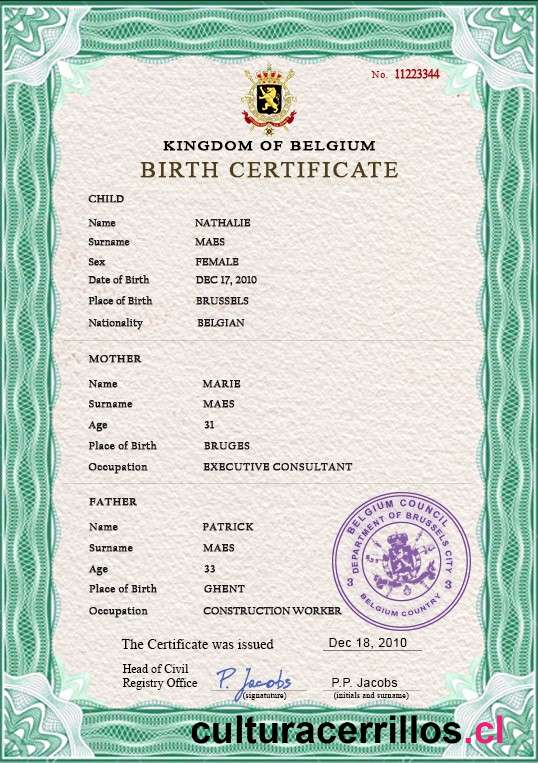 No. 11223344
KINGDOM OF BELGIUM
BIRTH CERTIFICATE
CHILD
Name NATHALIE
Surname MAES
Sex FEMALE
Date of Birth DEC 17, 2010
Place of Birth BRUSSELS
Nationality BELGIAN
MOTHER
Name MARIE
Surname MAES
Age 31
Place of Birth BRUGES
Occupation EXECUTIVE CONSULTANT
FATHER
Name PATRICK
Surname MAES
Age 33
Place of Birth GHENT
Occupation CONSTRUCTION WORKER
BELGIUM COUNCIL
DEPARTMENT OF BRUSSELS CITY
3 3
BELGIUM COUNTRY
The Certificate was issued Dec 18, 2010
Head of Civil
Registry Office P. Jacobs P.P. Jacobs
(signatuture) (initials and surname)
culturacerrillos.cl